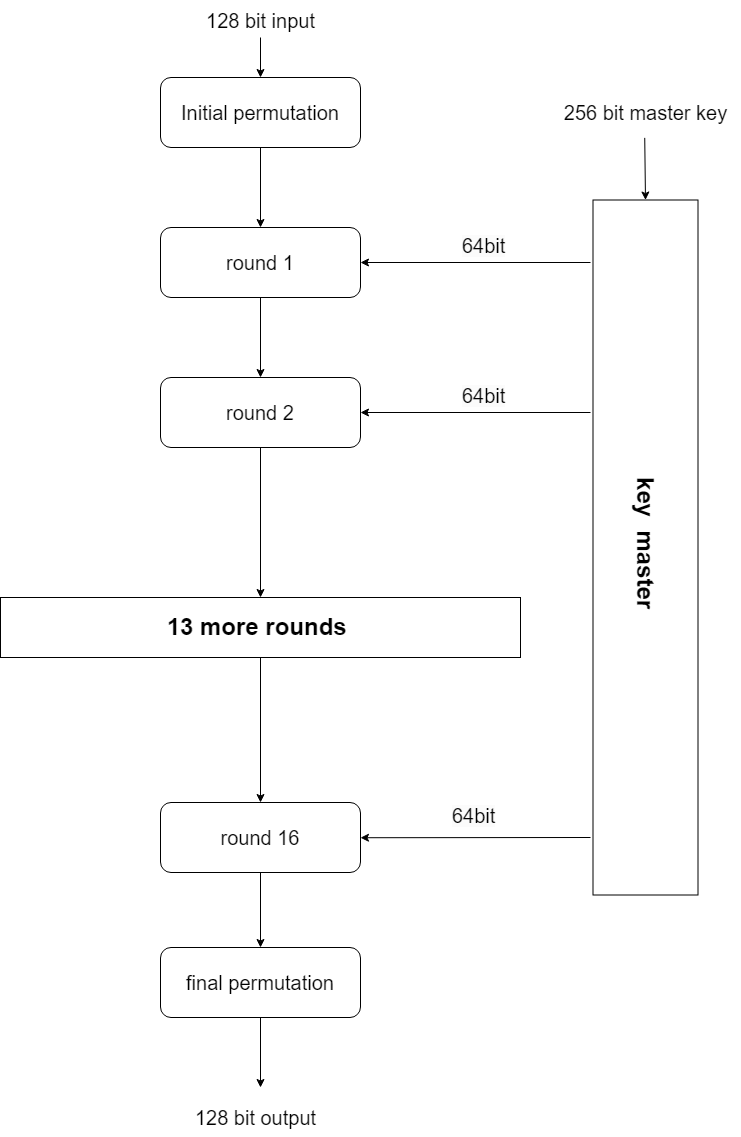 128 bit input
Initial permutation
256 bit master key
round 1
64bit
round 2
64bit
key master
13 more rounds
round 16
64bit
final permutation
128 bit output